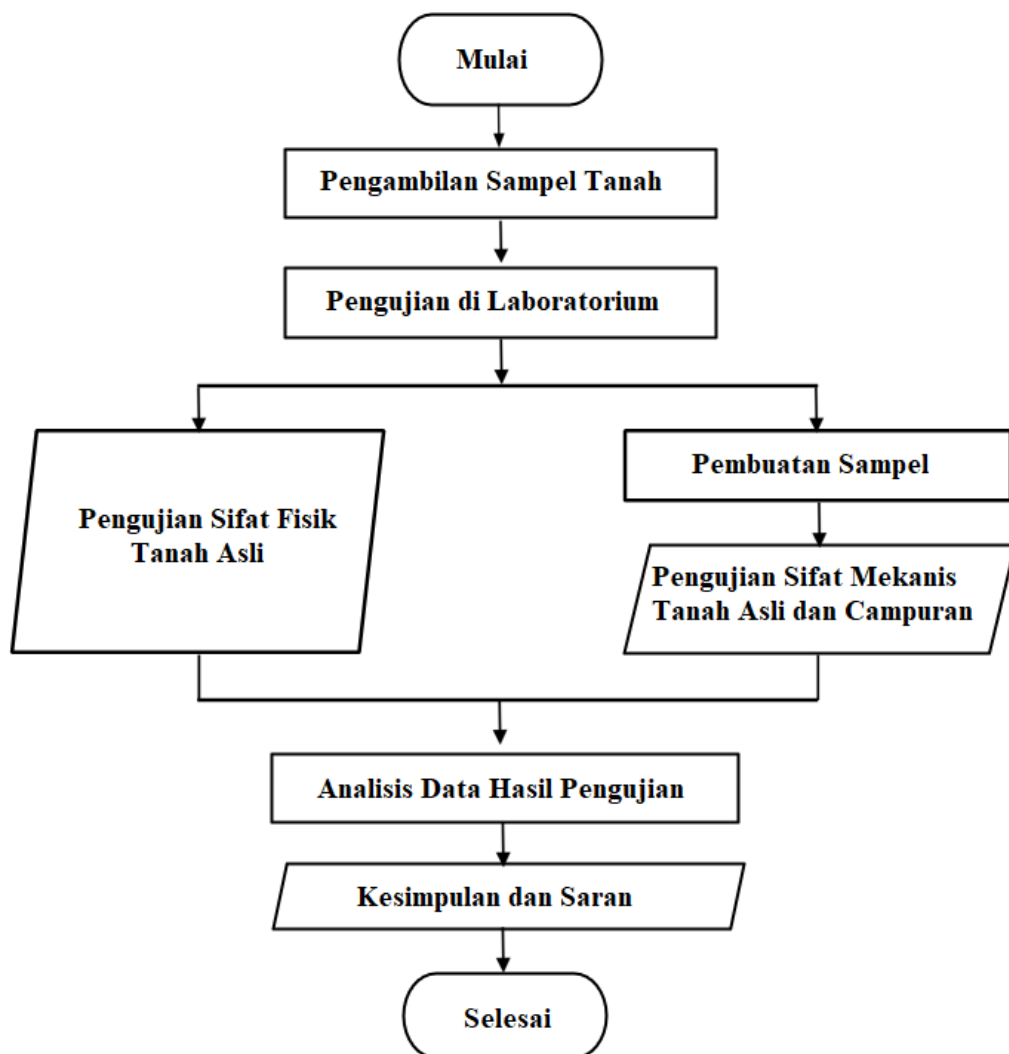 Mulai
Pengambilan Sampel Tanah
Pengujian di Laboratorium
Pengujian Sifat Fisik
Tanah Asli
Pembuatan Sampel
Pengujian Sifat Mekanis
Tanah Asli dan Campuran
Analisis Data Hasil Pengujian
Kesimpulan dan Saran
Selesai